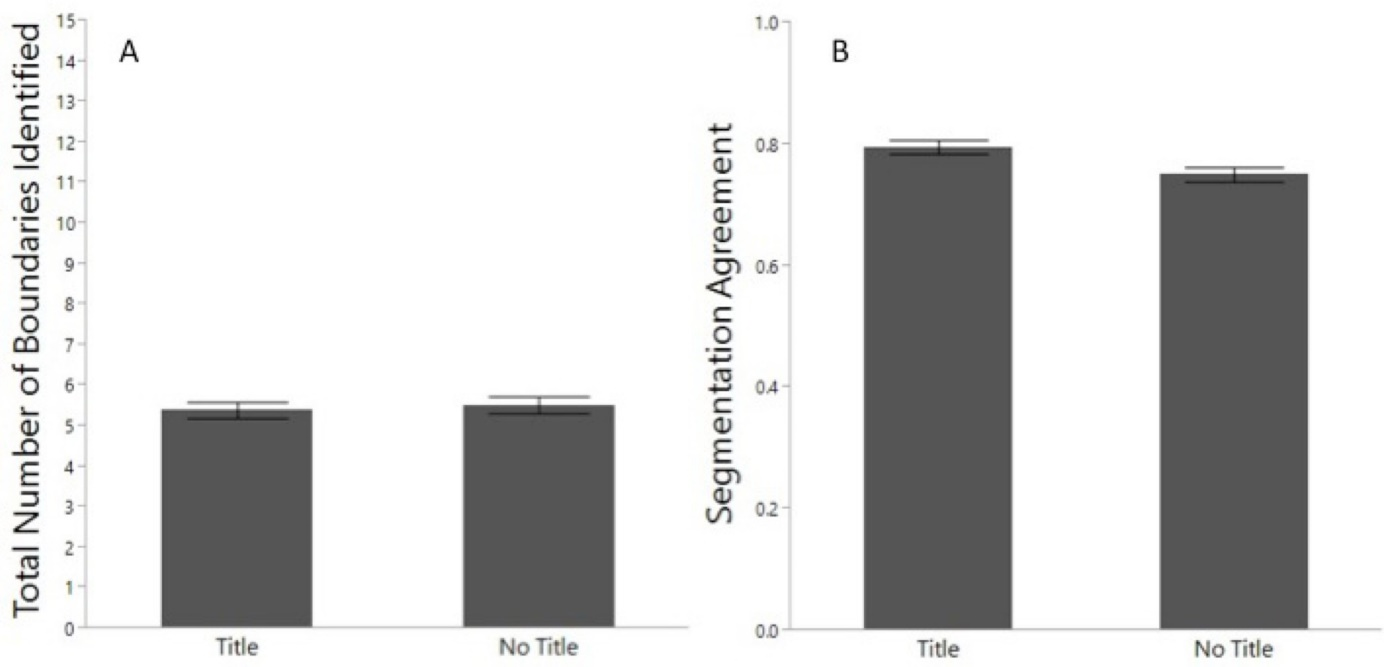 A
Total Number of Boundaries Identified
15
14
13
12
11
10
9
8
7
6
5
4
3
2
1
0
Title
No Title
B
Segmentation Agreement
1.0
0.8
0.6
0.4
0.2
0.0
Title
No Title